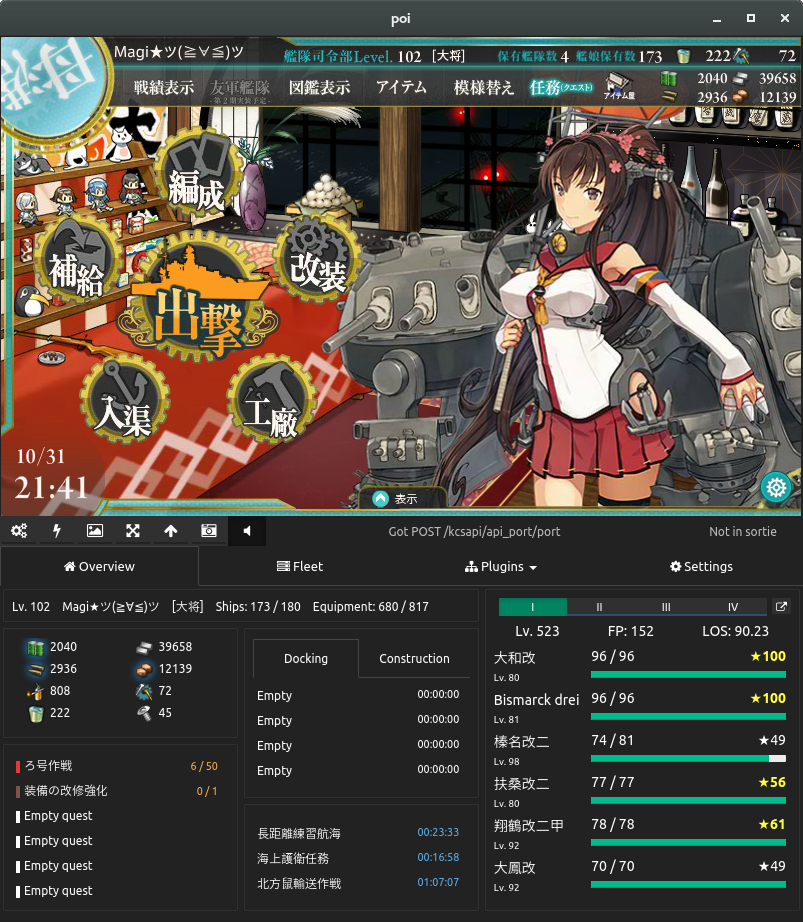 poi
母港
Magi★ツ(≧∀≦)ツ
艦隊司令部Level. 102 [大将]
保有艦隊数 4 艦娘保有数 173
222
72
戦績表示
友軍艦隊
-第2期実装予定-
図鑑表示
アイテム
模様替え
任務(クエスト)
アイテム屋
2040 39658
2936 12139
編成
補給
改装
出撃
入渠
工廠
10/31
21:41
表示
Got POST /kcsapi/api_port/port
Not in sortie
Overview
Fleet
Plugins
Settings
Lv. 102 Magi★ツ(≧∀≦)ツ [大将] Ships: 173 / 180 Equipment: 680 / 817
2040 39658
2936 12139
808 72
222 45
ろ号作戦 6 / 50
装備の改修強化 0 / 1
Empty quest
Empty quest
Empty quest
Empty quest
Docking
Construction
Empty 00:00:00
Empty 00:00:00
Empty 00:00:00
Empty 00:00:00
長距離練習航海 00:23:33
海上護衛任務 00:16:58
北方鼠輸送作戦 01:07:07
I II III IV
Lv. 523 FP: 152 LOS: 90.23
大和改 96 / 96 ★100
Lv. 80
Bismarck drei 96 / 96 ★100
Lv. 81
榛名改二 74 / 81 ★49
Lv. 98
扶桑改二 77 / 77 ★56
Lv. 80
翔鶴改二甲 78 / 78 ★61
Lv. 92
大鳳改 70 / 70 ★49
Lv. 92